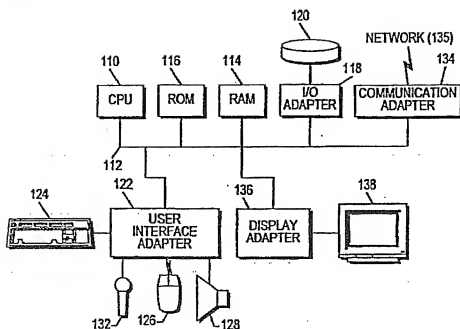 120
NETWORK (135)
110
116
114
134
118
CPU
ROM
RAM
I/O
ADAPTER
COMMUNICATION
ADAPTER
112
124
122
136
138
USER
INTERFACE
ADAPTER
DISPLAY
ADAPTER
132
126
128